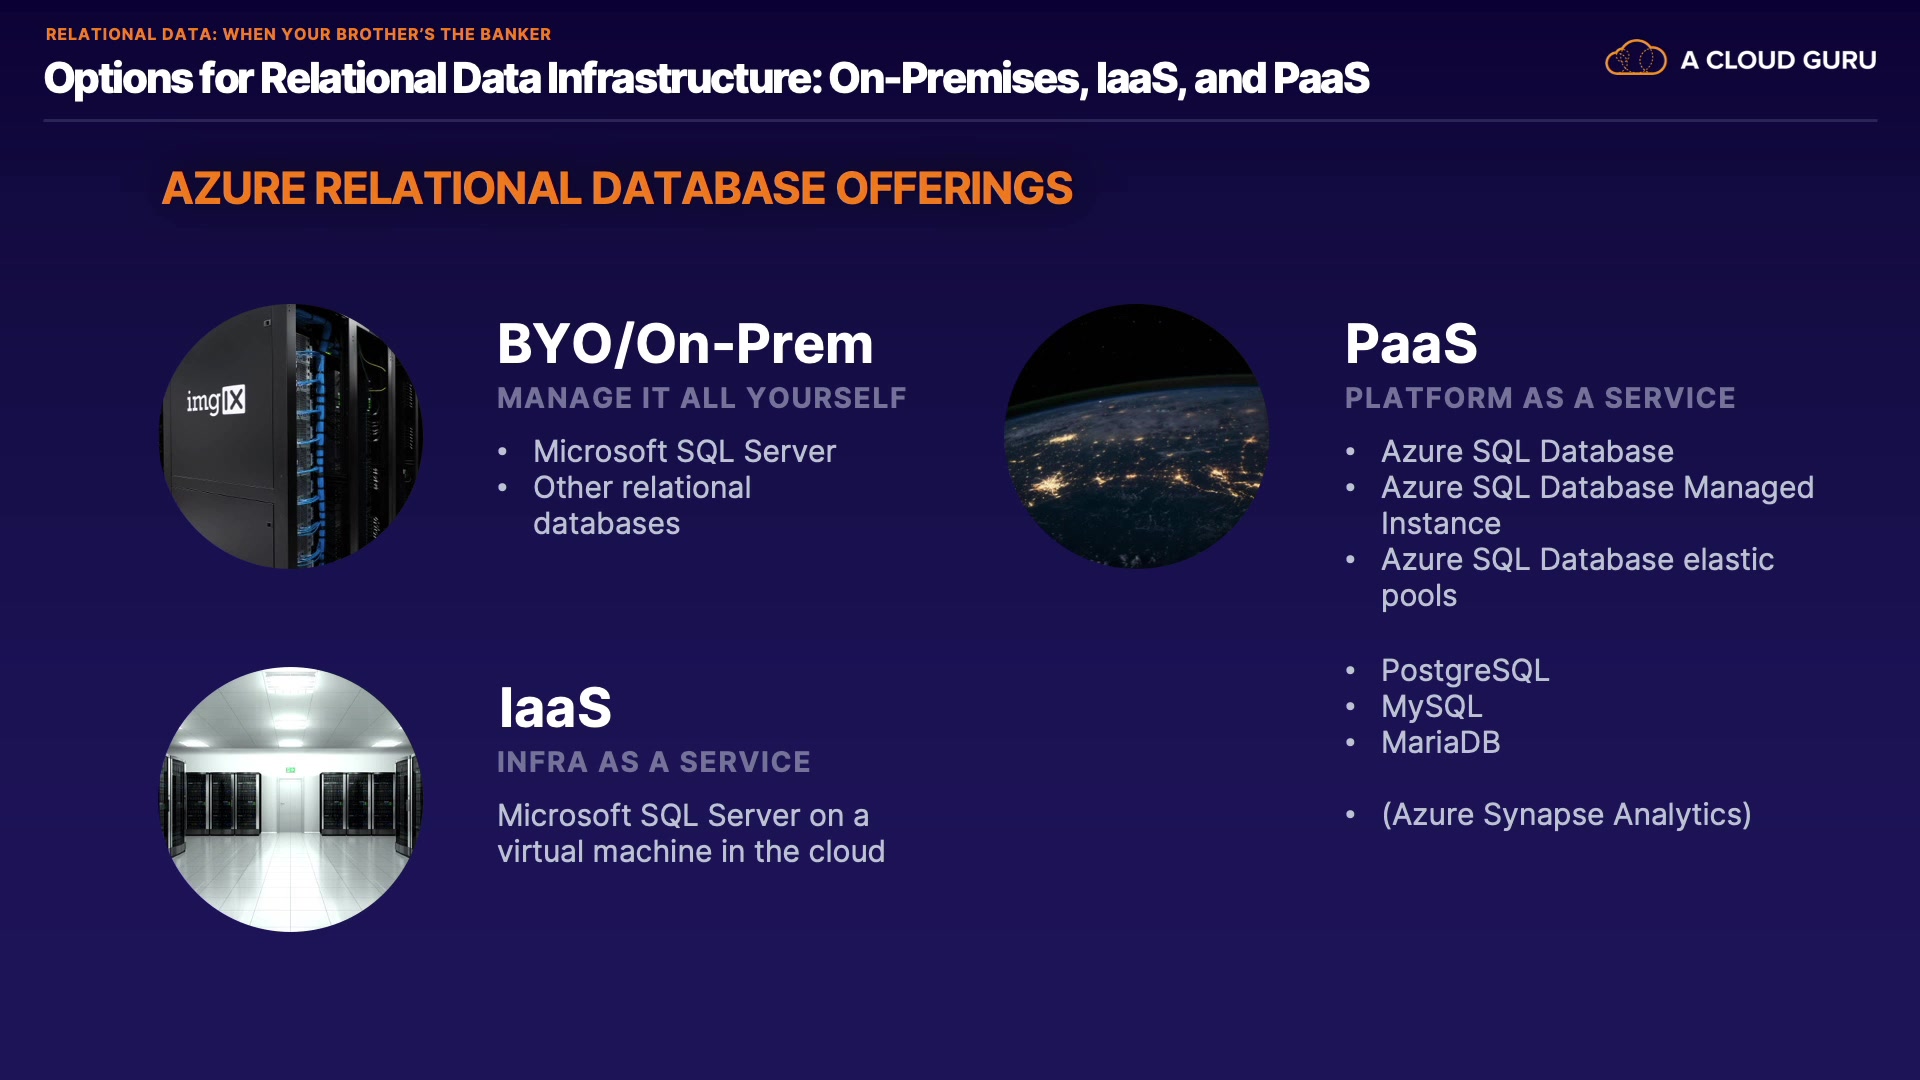 RELATIONAL DATA: WHEN YOUR BROTHER’S THE BANKER
Options for Relational Data Infrastructure: On-Premises, IaaS, and PaaS
A CLOUD GURU
AZURE RELATIONAL DATABASE OFFERINGS
imgIX
BYO/On-Prem
MANAGE IT ALL YOURSELF
• Microsoft SQL Server
• Other relational
databases
IaaS
INFRA AS A SERVICE
Microsoft SQL Server on a
virtual machine in the cloud
PaaS
PLATFORM AS A SERVICE
• Azure SQL Database
• Azure SQL Database Managed
Instance
• Azure SQL Database elastic
pools
• PostgreSQL
• MySQL
• MariaDB
• (Azure Synapse Analytics)